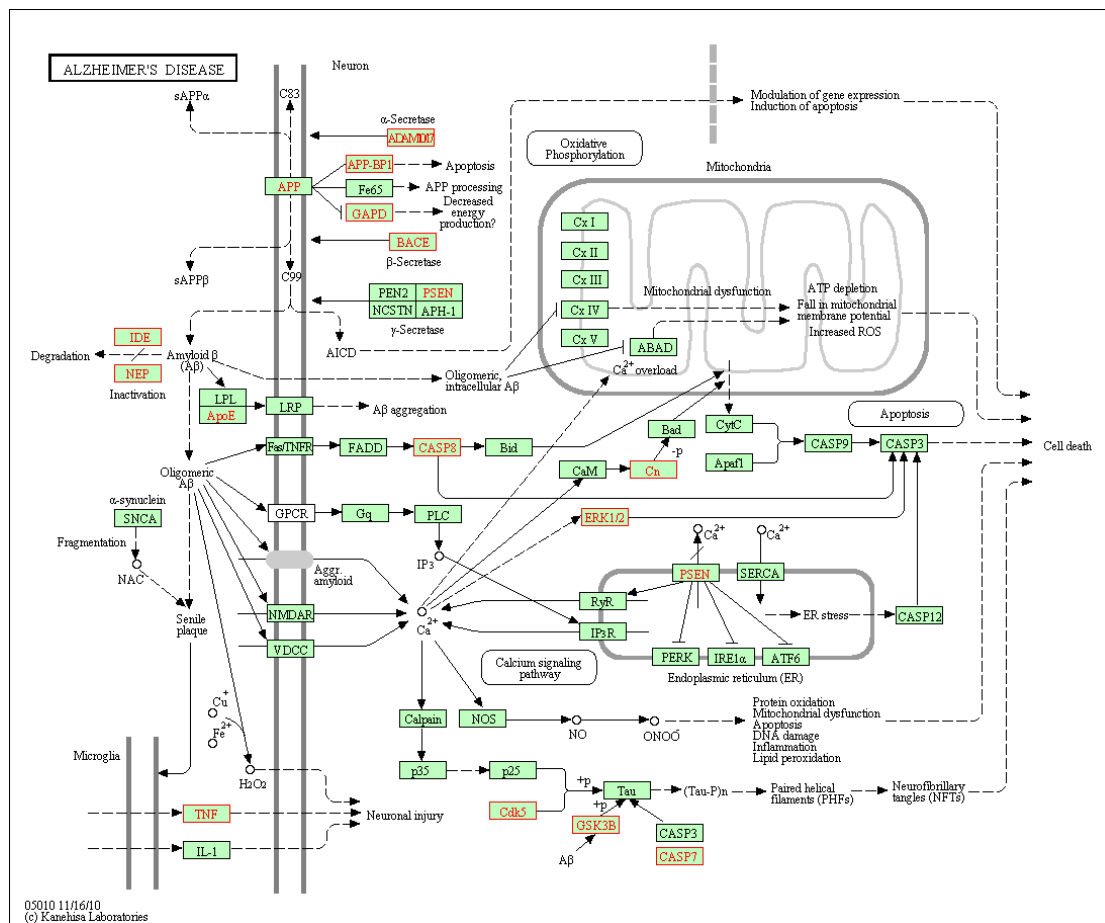 ALZHEIMER'S DISEASE
Neuron
sAPPα
C83
α-Secretase
ADAM1017
Modulation of gene expression
Induction of apoptosis
Oxidative
Phosphorylation
Mitochondria
APP-BP1
Apoptosis
APP
Fe65
APP processing
GAPD
Decreased
energy
production?
BACE
β-Secretase
sAPPβ
C99
PEN2
PSEN
NCSTN
APH-1
γ-Secretase
Cx I
Cx II
Cx III
Cx IV
Cx V
Mitochondrial dysfunction
ATP depletion
Fall in mitochondrial
membrane potential
Increased ROS
ABAD
Ca2+ overload
IDE
Degradation
NEP
Inactivation
Amyloid β
(Aβ)
AICD
Oligomeric,
intracellular Aβ
LPL
ApoE
LRP
Aβ aggregation
Fas/TNFR
FADD
CASP8
Bid
Bad
-p
CaM
Cn
CytC
Apaf1
CASP9
CASP3
Apoptosis
Cell death
Oligomeric
Aβ
α-synuclein
SNCA
Fragmentation
NAC
Senile
plaque
GPCR
Gq
PLC
IP3
ERK1/2
Aggr.
amyloid
NMDAR
VDCC
Ca2+
Ca2+
Ca2+
PSEN
SERCA
RyR
IP3R
ER stress
CASP12
PERK
IRE1α
ATF6
Endoplasmic reticulum (ER)
Calcium signaling
pathway
Calpain
NOS
NO
ONOO-
Protein oxidation
Mitochondrial dysfunction
Apoptosis
DNA damage
Inflammation
Lipid peroxidation
Cu+
Fe2+
H2O2
Microglia
TNF
IL-1
Neuronal injury
p35
p25
Cdk5
+p
+p
Tau
GSK3B
Aβ
CASP3
CASP7
(Tau-P)n
Paired helical
filaments (PHFs)
Neurofibrillary
tangles (NFTs)
05010 11/16/10
(c) Kanehisa Laboratories